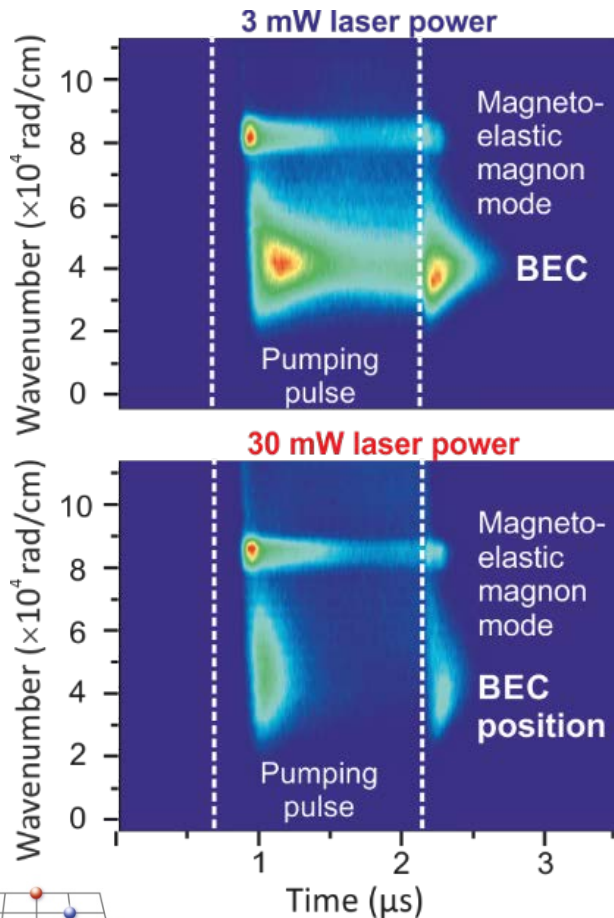 3 mW laser power
Wavenumber (×10⁴ rad/cm)
10
8
6
4
2
0
Magneto-
elastic
magnon
mode
BEC
Pumping
pulse
30 mW laser power
Wavenumber (×10⁴ rad/cm)
10
8
6
4
2
0
Magneto-
elastic
magnon
mode
BEC
position
Pumping
pulse
1
2
3
Time (μs)